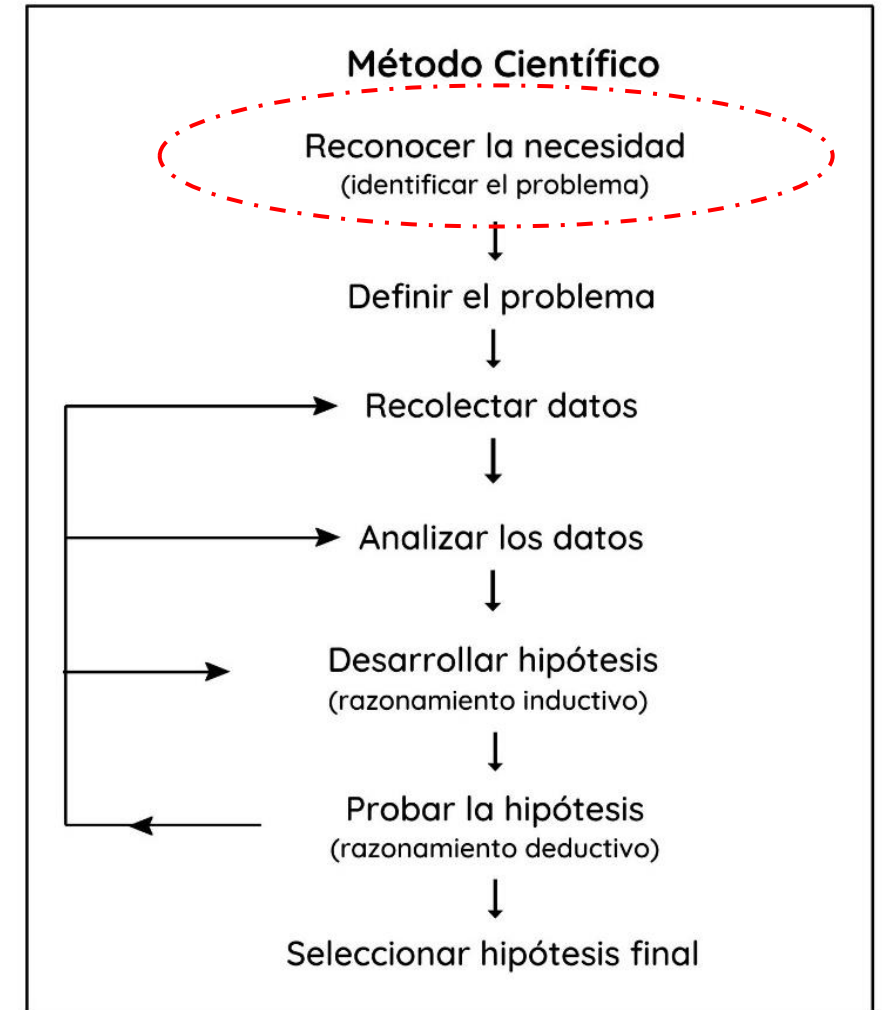 Método Científico
Reconocer la necesidad
(identificar el problema)
Definir el problema
Recolectar datos
Analizar los datos
Desarrollar hipótesis
(razonamiento inductivo)
Probar la hipótesis
(razonamiento deductivo)
Seleccionar hipótesis final